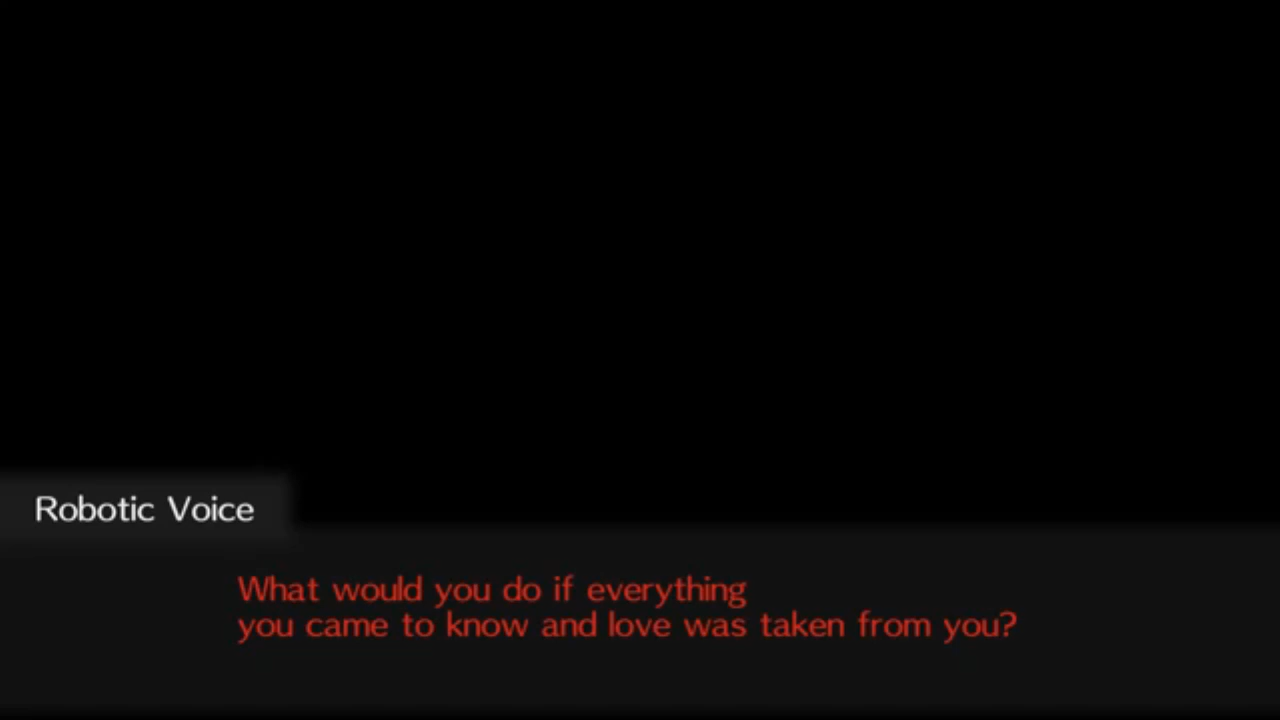 Robotic Voice
What would you do if everything
you came to know and love was taken from you?